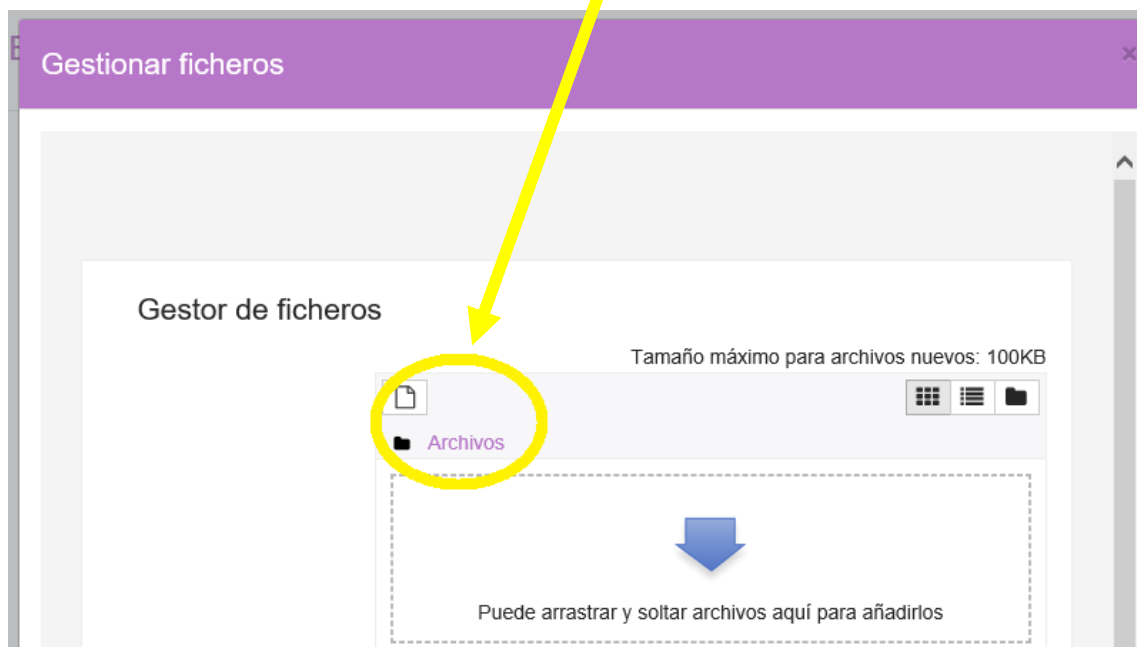 Gestionar ficheros
×
Gestor de ficheros
Tamaño máximo para archivos nuevos: 100KB
Archivos
Puede arrastrar y soltar archivos aquí para añadirlos